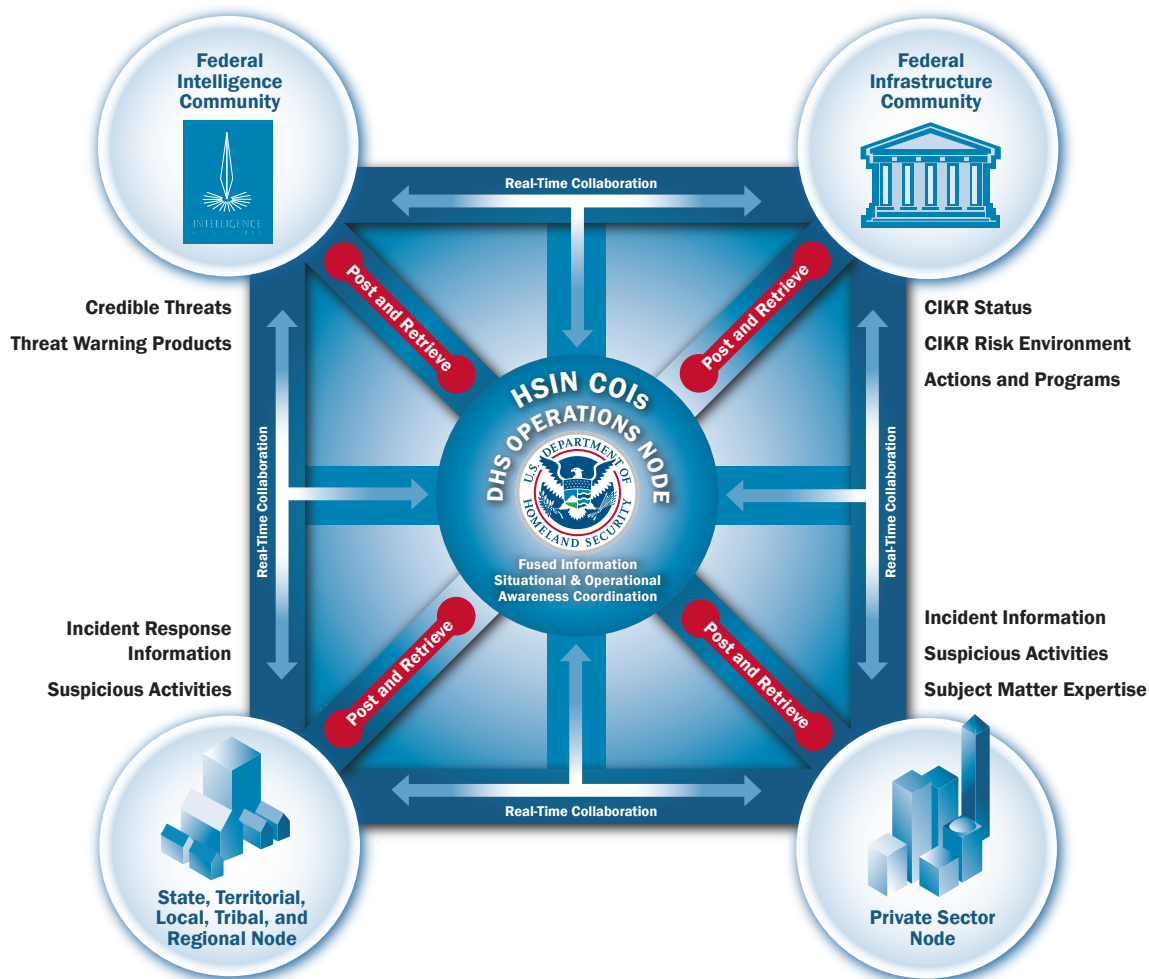 Federal
Intelligence
Community
INTELLIGENCE
Federal
Infrastructure
Community
Real-Time Collaboration
Post and Retrieve
Post and Retrieve
Credible Threats
Threat Warning Products
CIKR Status
CIKR Risk Environment
Actions and Programs
Real-Time Collaboration
HSIN COIs
DHS OPERATIONS NODE
U.S. DEPARTMENT OF
HOMELAND SECURITY
Fused Information
Situational & Operational
Awareness Coordination
Real-Time Collaboration
Incident Response
Information
Suspicious Activities
Incident Information
Suspicious Activities
Subject Matter Expertise
Post and Retrieve
Post and Retrieve
Real-Time Collaboration
State, Territorial,
Local, Tribal, and
Regional Node
Private Sector
Node